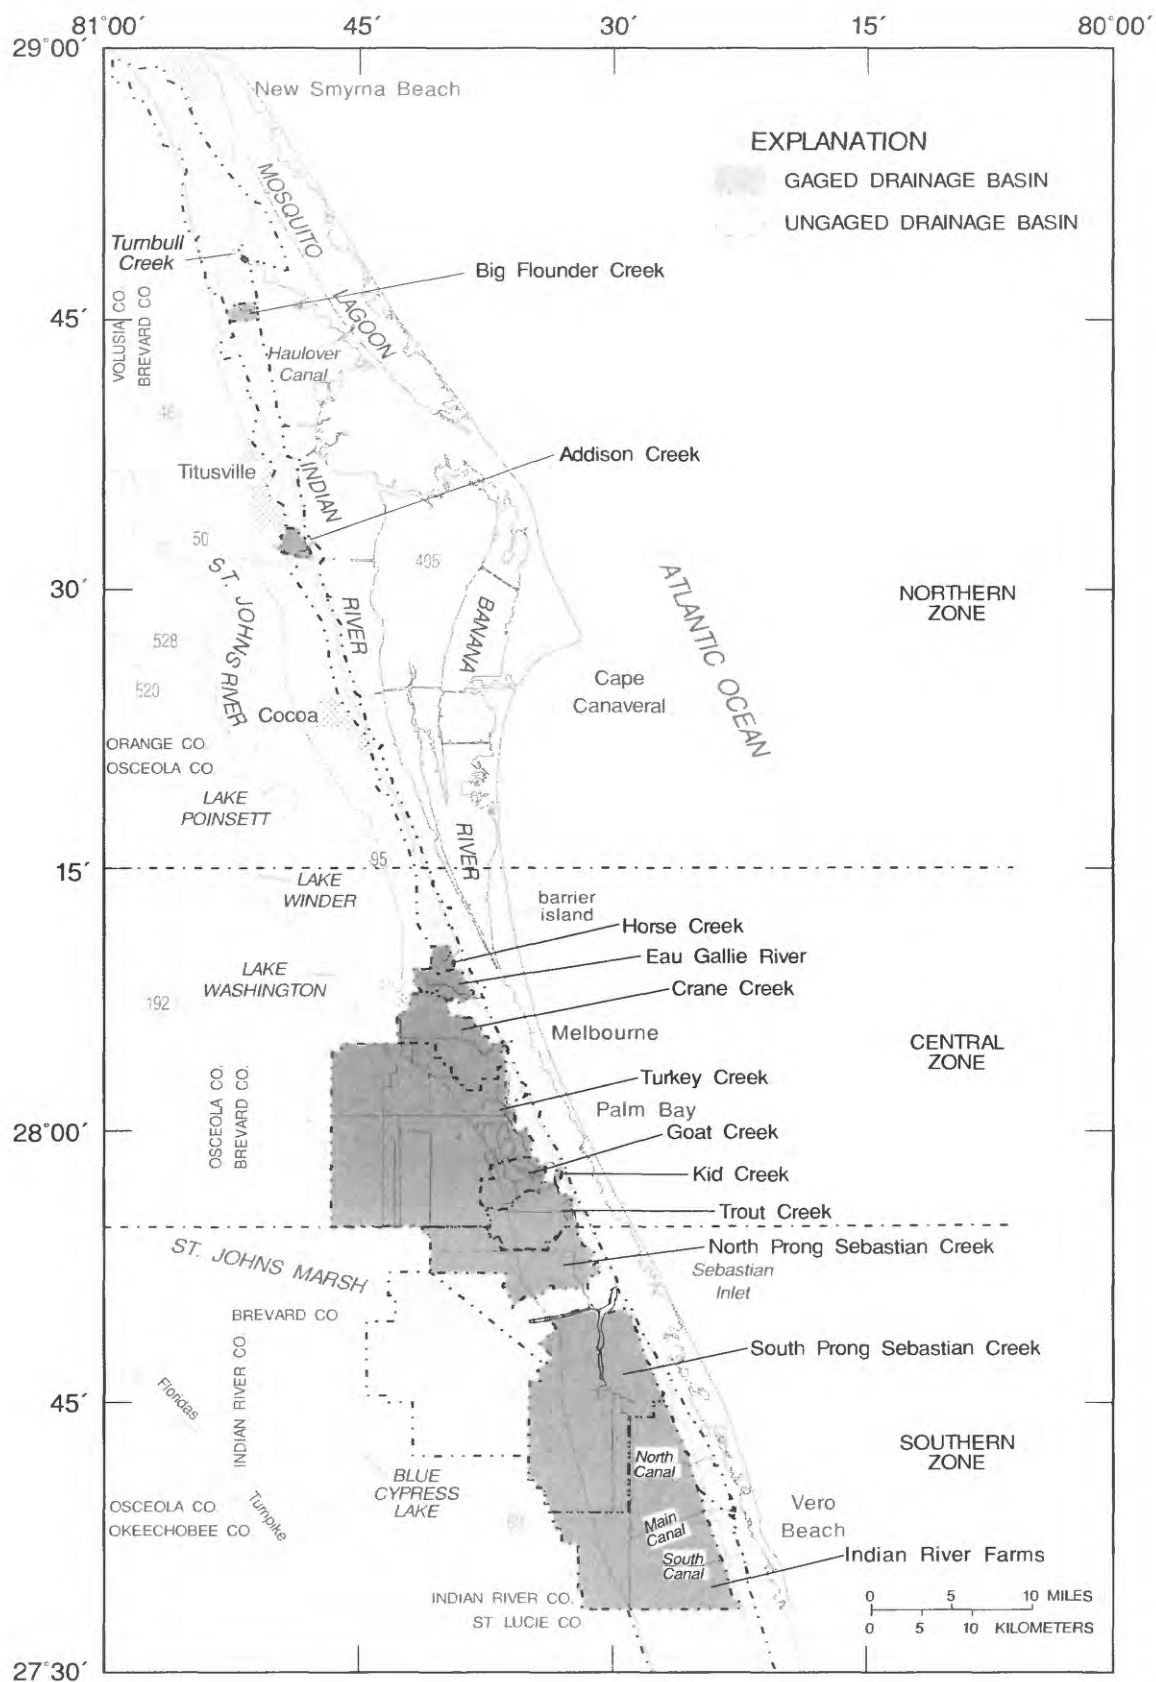 81°00′ 45′ 30′ 15′ 80°00′
29°00′
New Smyrna Beach
EXPLANATION
GAGED DRAINAGE BASIN
UNGAGED DRAINAGE BASIN
MOSQUITO
LAGOON
Turnbull
Creek
Big Flounder Creek
45′
VOLUSIA CO.
BREVARD CO
Haulover
Canal
46
Addison Creek
Titusville
INDIAN
RIVER
50
405
ST. JOHNS RIVER
BANANA
RIVER
ATLANTIC OCEAN
30′
NORTHERN
ZONE
528
520
Cape
Canaveral
Cocoa
ORANGE CO.
OSCEOLA CO.
LAKE
POINSETT
95
15′
LAKE
WINDER
barrier
island
Horse Creek
Eau Gallie River
LAKE
WASHINGTON
Crane Creek
192
Melbourne
CENTRAL
ZONE
OSCEOLA CO.
BREVARD CO.
Turkey Creek
Palm Bay
28°00′
Goat Creek
Kid Creek
Trout Creek
ST. JOHNS MARSH
North Prong Sebastian Creek
Sebastian
Inlet
BREVARD CO
INDIAN RIVER CO.
South Prong Sebastian Creek
Floridas
45′
North
Canal
SOUTHERN
ZONE
BLUE
CYPRESS
LAKE
OSCEOLA CO.
OKEECHOBEE CO.
Turnpike
Main
Canal
Vero
Beach
South
Canal
Indian River Farms
INDIAN RIVER CO.
ST. LUCIE CO
0 5 10 MILES
0 5 10 KILOMETERS
27°30′